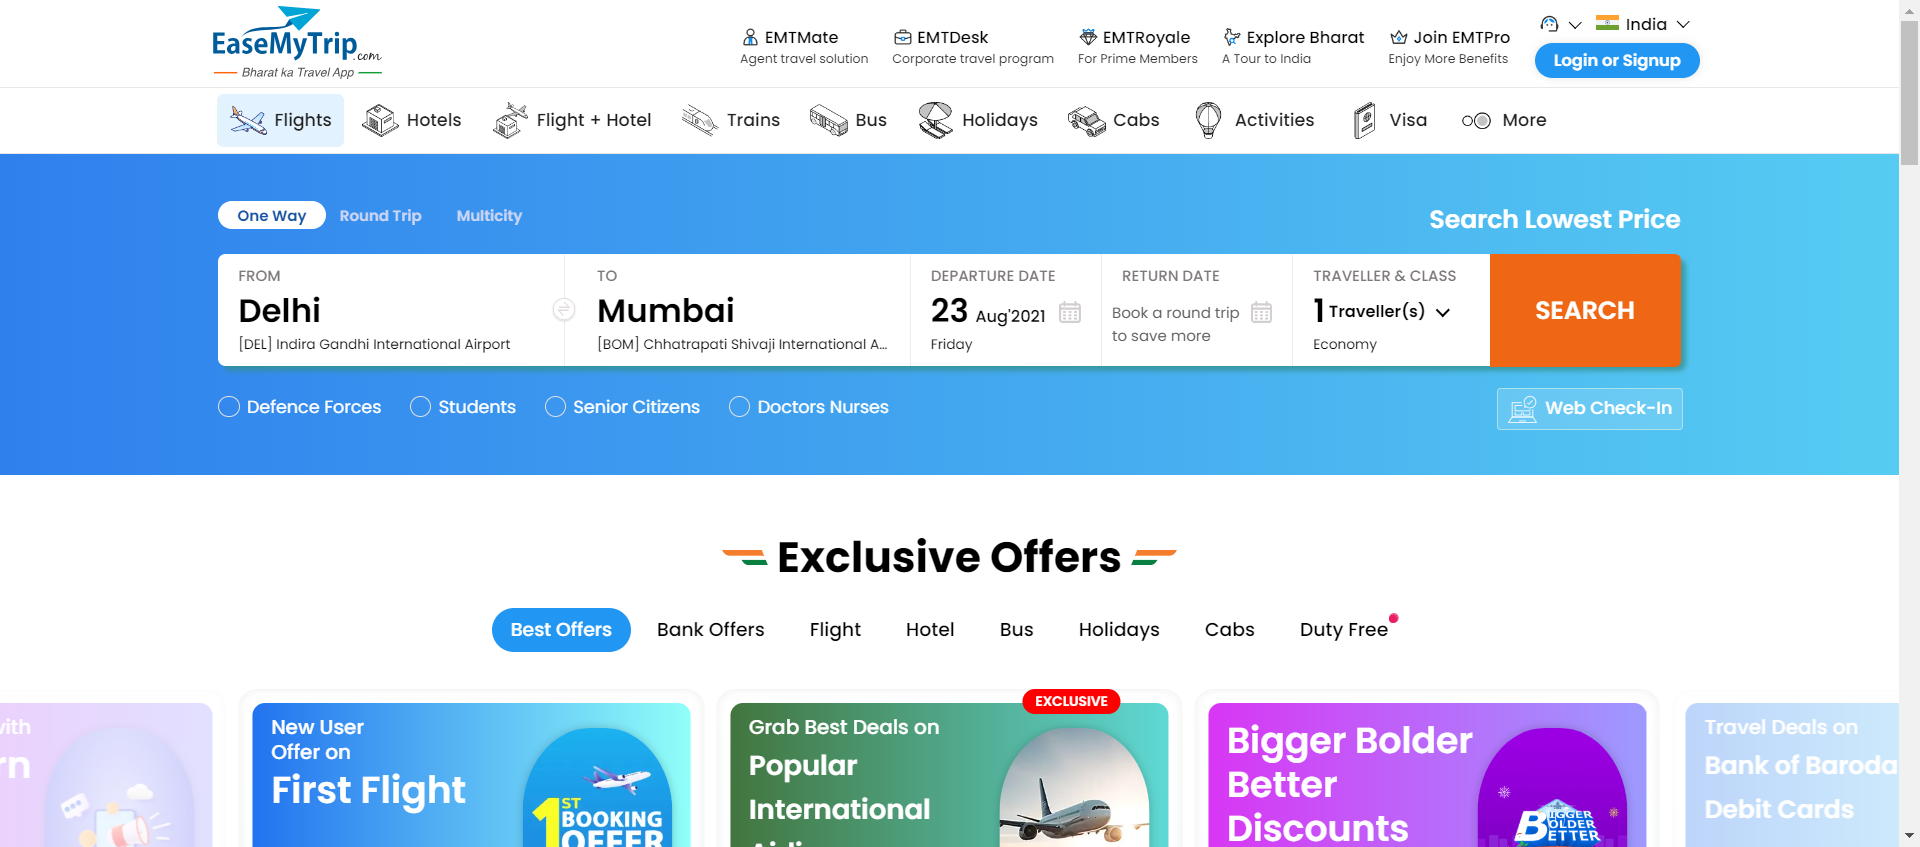 EaseMyTrip.com
Bharat ka Travel App
EMTMate
Agent travel solution
EMTDesk
Corporate travel program
EMTRoyale
For Prime Members
Explore Bharat
A Tour to India
Join EMTPro
Enjoy More Benefits
India
Login or Signup
Flights
Hotels
Flight + Hotel
Trains
Bus
Holidays
Cabs
Activities
Visa
More
One Way
Round Trip
Multicity
Search Lowest Price
FROM
Delhi
[DEL] Indira Gandhi International Airport
TO
Mumbai
[BOM] Chhatrapati Shivaji International A...
DEPARTURE DATE
23 Aug'2021
Friday
RETURN DATE
Book a round trip
to save more
TRAVELLER & CLASS
1 Traveller(s)
Economy
SEARCH
Defence Forces
Students
Senior Citizens
Doctors Nurses
Web Check-In
Exclusive Offers
Best Offers
Bank Offers
Flight
Hotel
Bus
Holidays
Cabs
Duty Free
New User
Offer on
First Flight
1ST
BOOKING
OFFER
EXCLUSIVE
Grab Best Deals on
Popular
International
Bigger Bolder
Better
Discounts
BIGGER
BOLDER
BETTER
Travel Deals on
Bank of Baroda
Debit Cards